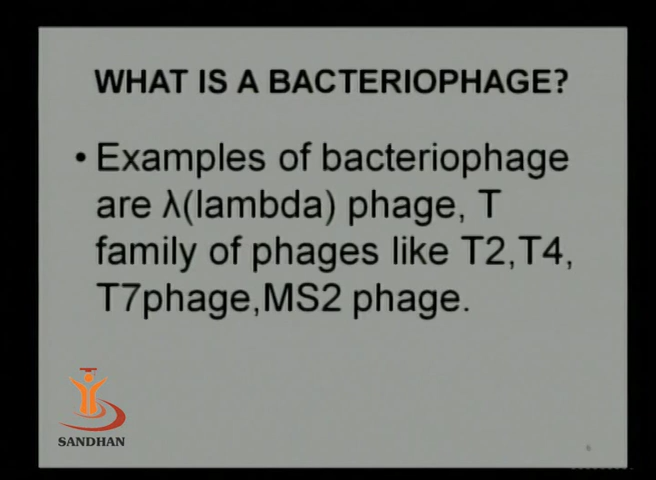 WHAT IS A BACTERIOPHAGE?
• Examples of bacteriophage
are λ(lambda) phage, T
family of phages like T2,T4,
T7phage,MS2 phage.
SANDHAN